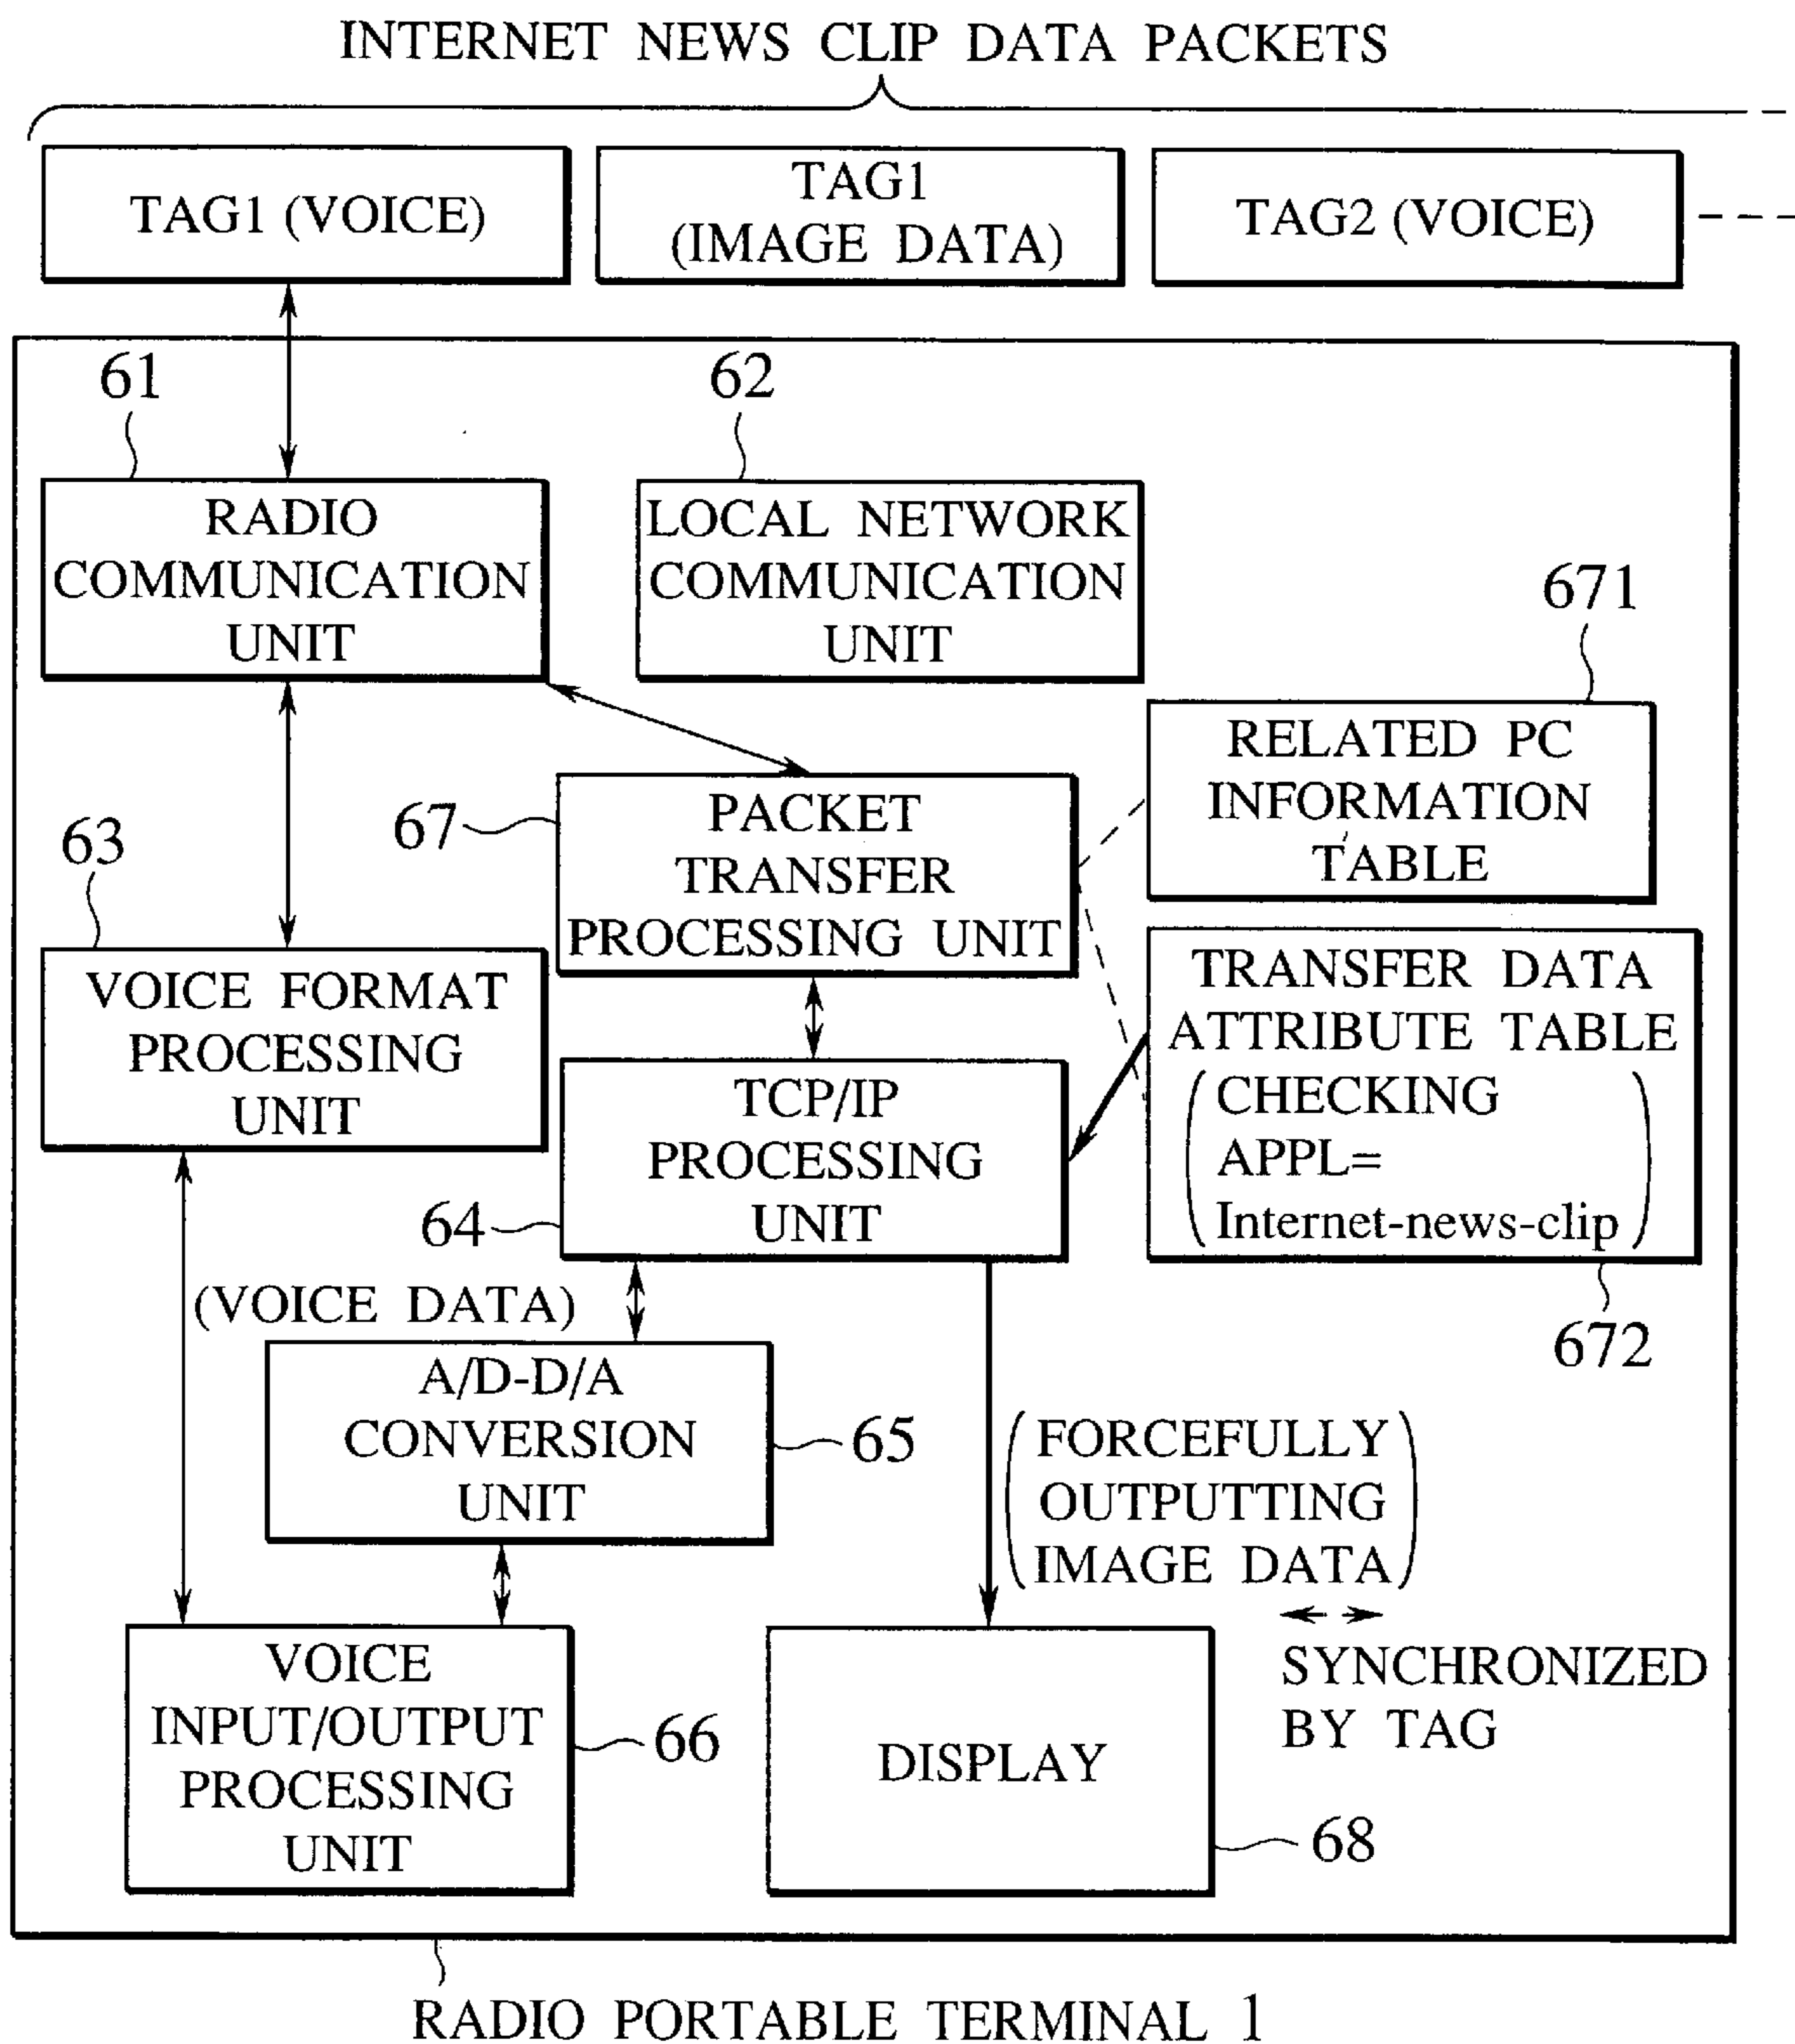 INTERNET NEWS CLIP DATA PACKETS
TAG1 (VOICE)
TAG1
(IMAGE DATA)
TAG2 (VOICE)
61
62
RADIO
COMMUNICATION
UNIT
LOCAL NETWORK
COMMUNICATION
UNIT
671
RELATED PC
INFORMATION
TABLE
67
PACKET
TRANSFER
PROCESSING UNIT
63
VOICE FORMAT
PROCESSING
UNIT
TRANSFER DATA
ATTRIBUTE TABLE
(CHECKING
APPL=
Internet-news-clip)
672
TCP/IP
PROCESSING
UNIT
64
(VOICE DATA)
A/D-D/A
CONVERSION
UNIT
65
(FORCEFULLY
OUTPUTTING
IMAGE DATA)
SYNCHRONIZED
BY TAG
VOICE
INPUT/OUTPUT
PROCESSING
UNIT
66
DISPLAY
68
RADIO PORTABLE TERMINAL 1